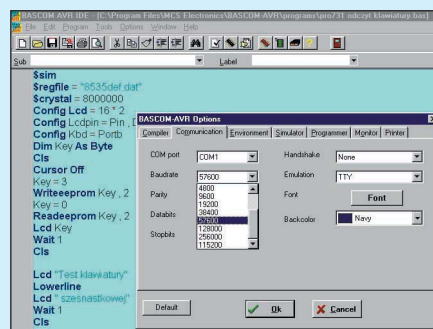 BASCOM-AVR IDE - [C:\Program Files\MCS Electronics\BASCOM-AVR\programs\pro731 odczyt klawiatury.bas]
File Edit Program Tools Options Window Help
Sub Label
$sim
$regfile = "8535def.dat"
$crystal = 8000000
Config Lcd = 16 * 2
Config Lcdpin = Pin , D
Config Kbd = Portb
Dim Key As Byte
Cls
Cursor Off
Key = 3
Writeeeprom Key , 2
Key = 0
Readeeprom Key , 2
Lcd Key
Wait 1
Cls
Lcd "Test klawiatury"
Lowerline
Lcd " szesnastkowej"
Wait 1
Cls
BASCOM-AVR Options
Compiler Communication Environment Simulator Programmer Monitor Printer
COM port COM1 Handshake None
Baudrate 57600 Emulation TTY
4800
Parity 9600 Font Font
19200
Databits 38400 Backcolor Navy
57600
Stopbits 128000
256000
115200
Default Ok Cancel